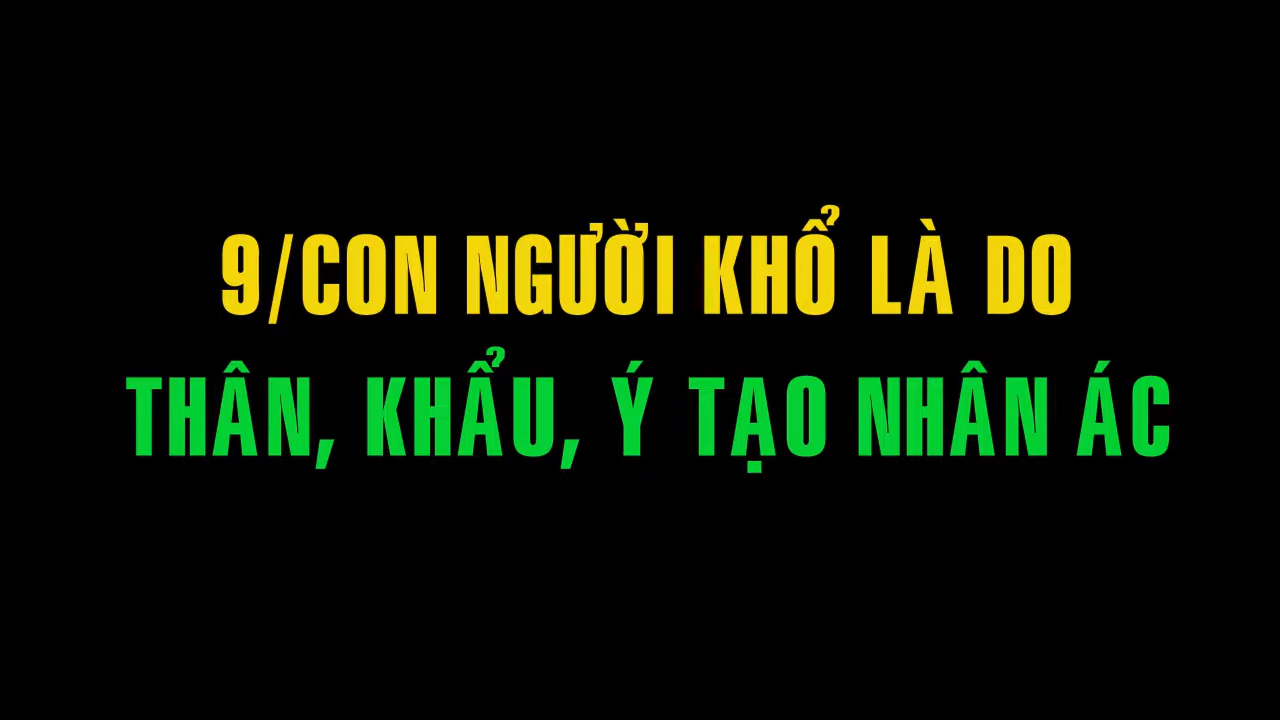 9/CON NGƯỜI KHỔ LÀ DO
THÂN, KHẨU, Ý TẠO NHÂN ÁC